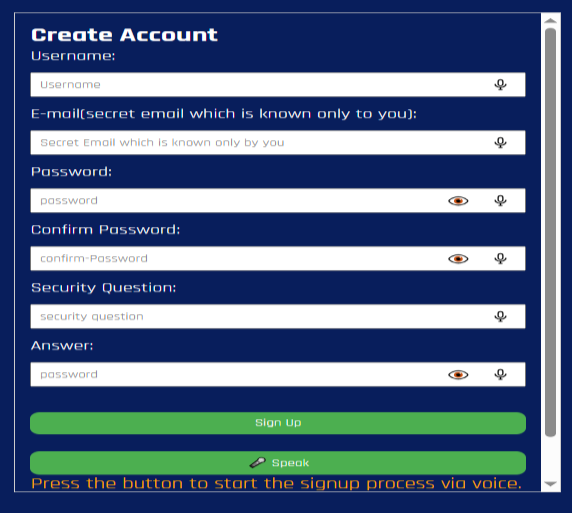 Create Account
Username:
Username
E-mail(secret email which is known only to you):
Secret Email which is known only by you
Password:
password
Confirm Password:
confirm-Password
Security Question:
security question
Answer:
password
Sign Up
Speak
Press the button to start the signup process via voice.